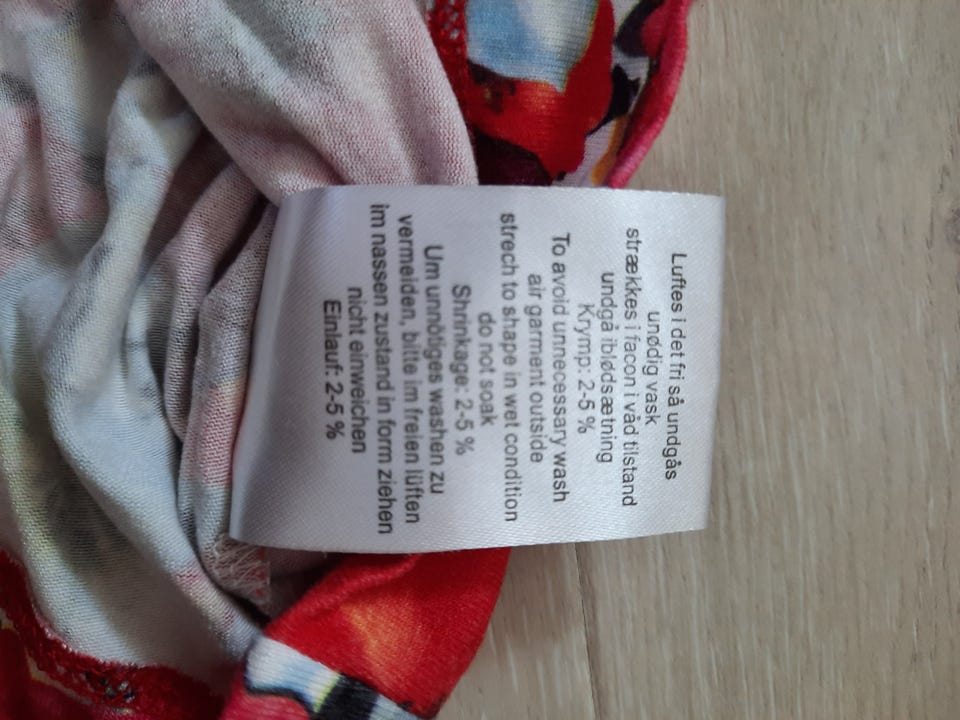 Luftes i det fri så undgås
unødig vask
strækkes i facon i våd tilstand
undgå iblødsætning
Krymp: 2-5 %
To avoid unnecessary wash
air garment outside
strech to shape in wet condition
do not soak
Shrinkage: 2-5 %
Um unnötiges washen zu
vermeiden, bitte im freien lüften
im nassen zustand in form ziehen
nicht einweichen
Einlauf: 2-5 %